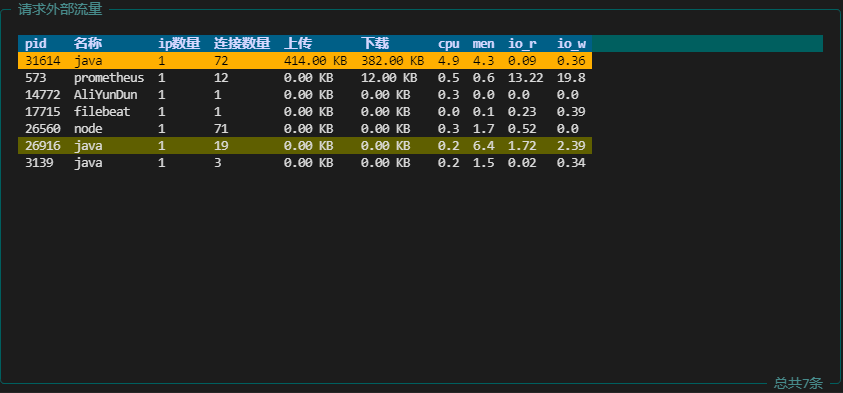 请求外部流量
pid 名称 ip数量 连接数量 上传 下载 cpu men io_r io_w
31614 java 1 72 414.00 KB 382.00 KB 4.9 4.3 0.09 0.36
573 prometheus 1 12 0.00 KB 12.00 KB 0.5 0.6 13.22 19.8
14772 AliYunDun 1 1 0.00 KB 0.00 KB 0.3 0.0 0.0 0.0
17715 filebeat 1 1 0.00 KB 0.00 KB 0.0 0.1 0.23 0.39
26560 node 1 71 0.00 KB 0.00 KB 0.3 1.7 0.52 0.0
26916 java 1 19 0.00 KB 0.00 KB 0.2 6.4 1.72 2.39
3139 java 1 3 0.00 KB 0.00 KB 0.2 1.5 0.02 0.34
总共7条